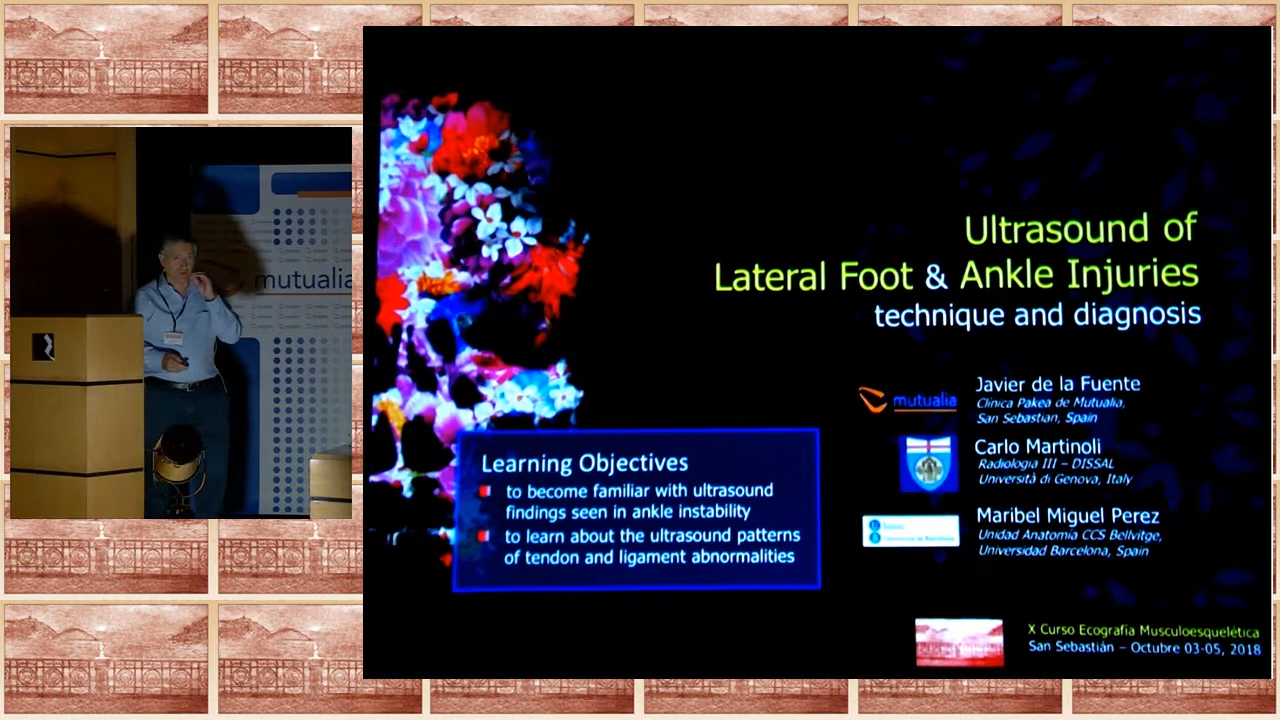 mutualia
Ultrasound of
Lateral Foot & Ankle Injuries
technique and diagnosis
mutualia
Javier de la Fuente
Clínica Pakea de Mutualia,
San Sebastian, Spain
Carlo Martinoli
Radiologia III – DISSAL
Università di Genova, Italy
Maribel Miguel Perez
Unidad Anatomia CCS Bellvitge,
Universidad Barcelona, Spain
Learning Objectives
to become familiar with ultrasound
findings seen in ankle instability
to learn about the ultrasound patterns
of tendon and ligament abnormalities
X Curso Ecografía Musculoesquelética
San Sebastián – Octubre 03-05, 2018